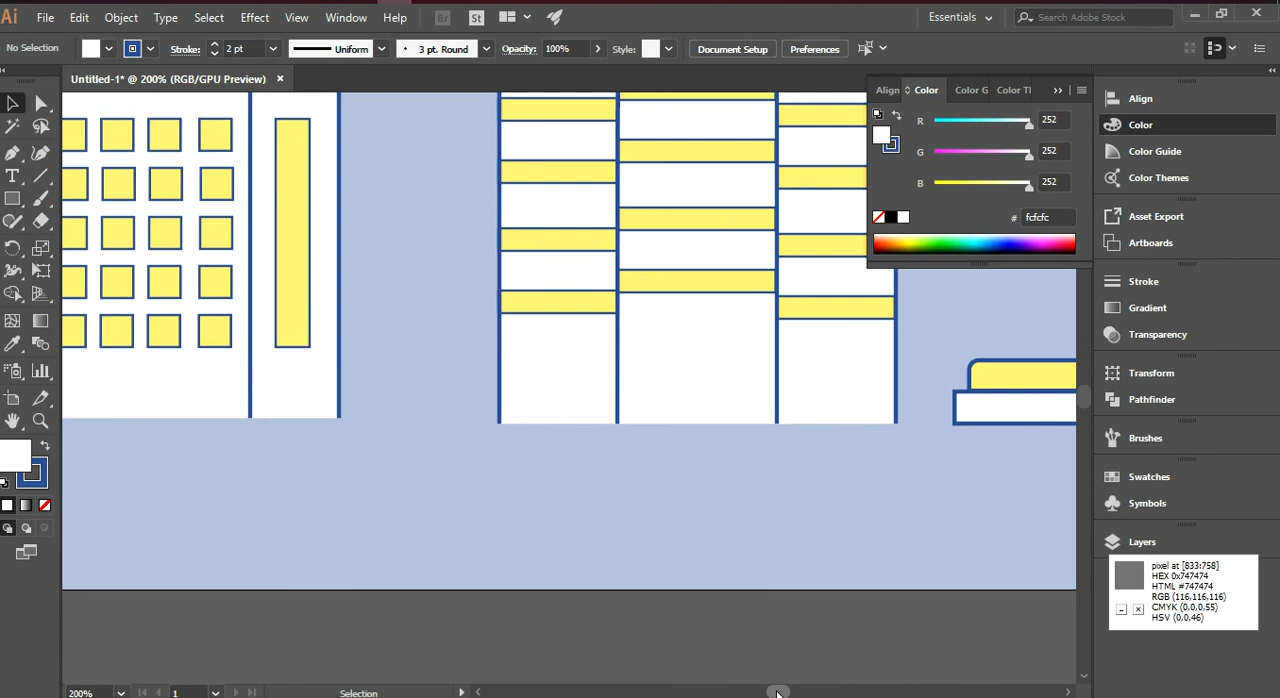 Ai File Edit Object Type Select Effect View Window Help Br St Essentials Search Adobe Stock
No Selection Stroke: 2 pt Uniform 3 pt. Round Opacity: 100% Style: Document Setup Preferences
Untitled-1* @ 200% (RGB/GPU Preview) ×
Align Color Color G Color Tl
R 252
G 252
B 252
# fcfcfc
Align
Color
Color Guide
Color Themes
Asset Export
Artboards
Stroke
Gradient
Transparency
Transform
Pathfinder
Brushes
Swatches
Symbols
Layers
pixel at [833:758]
HEX 0x747474
HTML #747474
RGB (116,116,116)
CMYK (0,0,0,55)
HSV (0,0,46)
200% 1 Selection